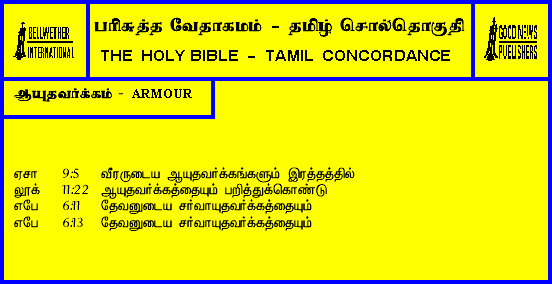 BELLWETHER
INTERNATIONAL
பரிசுத்த வேதாகமம் - தமிழ் சொல்தொகுதி
THE HOLY BIBLE - TAMIL CONCORDANCE
GOOD NEWS
PUBLISHERS
ஆயுதவர்க்கம் - ARMOUR
ஏசா 9:5 வீரருடைய ஆயுதவர்க்கங்களும் இரத்தத்தில்
லூக் 11:22 ஆயுதவர்க்கத்தையும் பறித்துக்கொண்டு
எபே 6:11 தேவனுடைய சர்வாயுதவர்க்கத்தையும்
எபே 6:13 தேவனுடைய சர்வாயுதவர்க்கத்தையும்